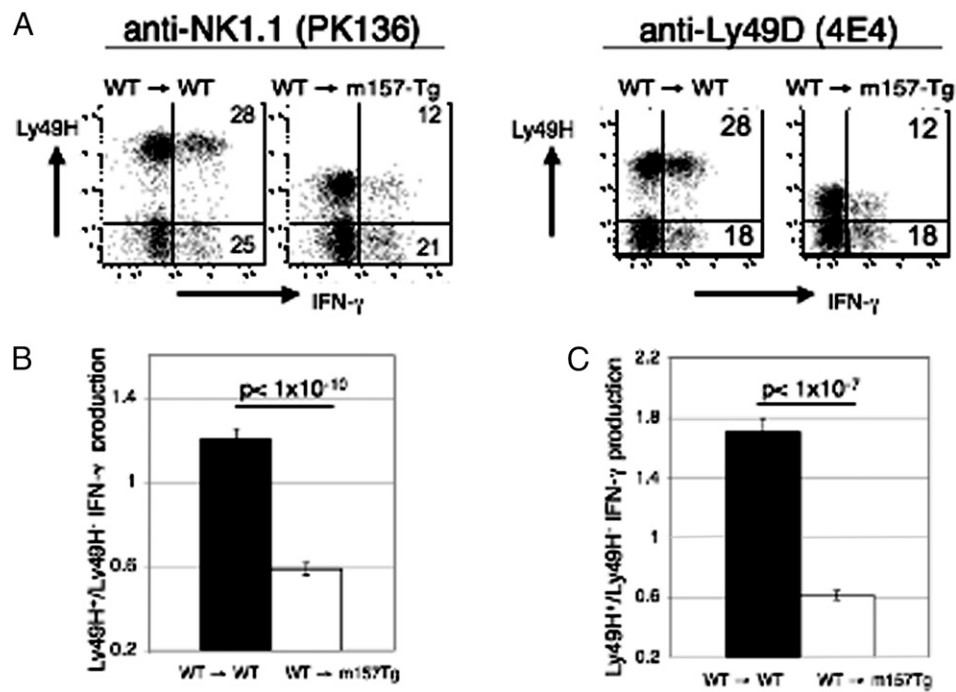 A
anti-NK1.1 (PK136)
anti-Ly49D (4E4)
WT → WT
WT → m157-Tg
WT → WT
WT → m157-Tg
Ly49H
28
25
12
21
IFN-γ
Ly49H
28
18
12
18
IFN-γ
B
Ly49H⁺/Ly49H⁻ IFN-γ production
1.4
1
0.6
0.2
p< 1x10⁻¹⁰
WT → WT
WT → m157Tg
C
Ly49H⁺/Ly49H⁻ IFN-γ production
2.2
1.8
1.4
1
0.6
0.2
p< 1x10⁻⁷
WT → WT
WT → m157Tg